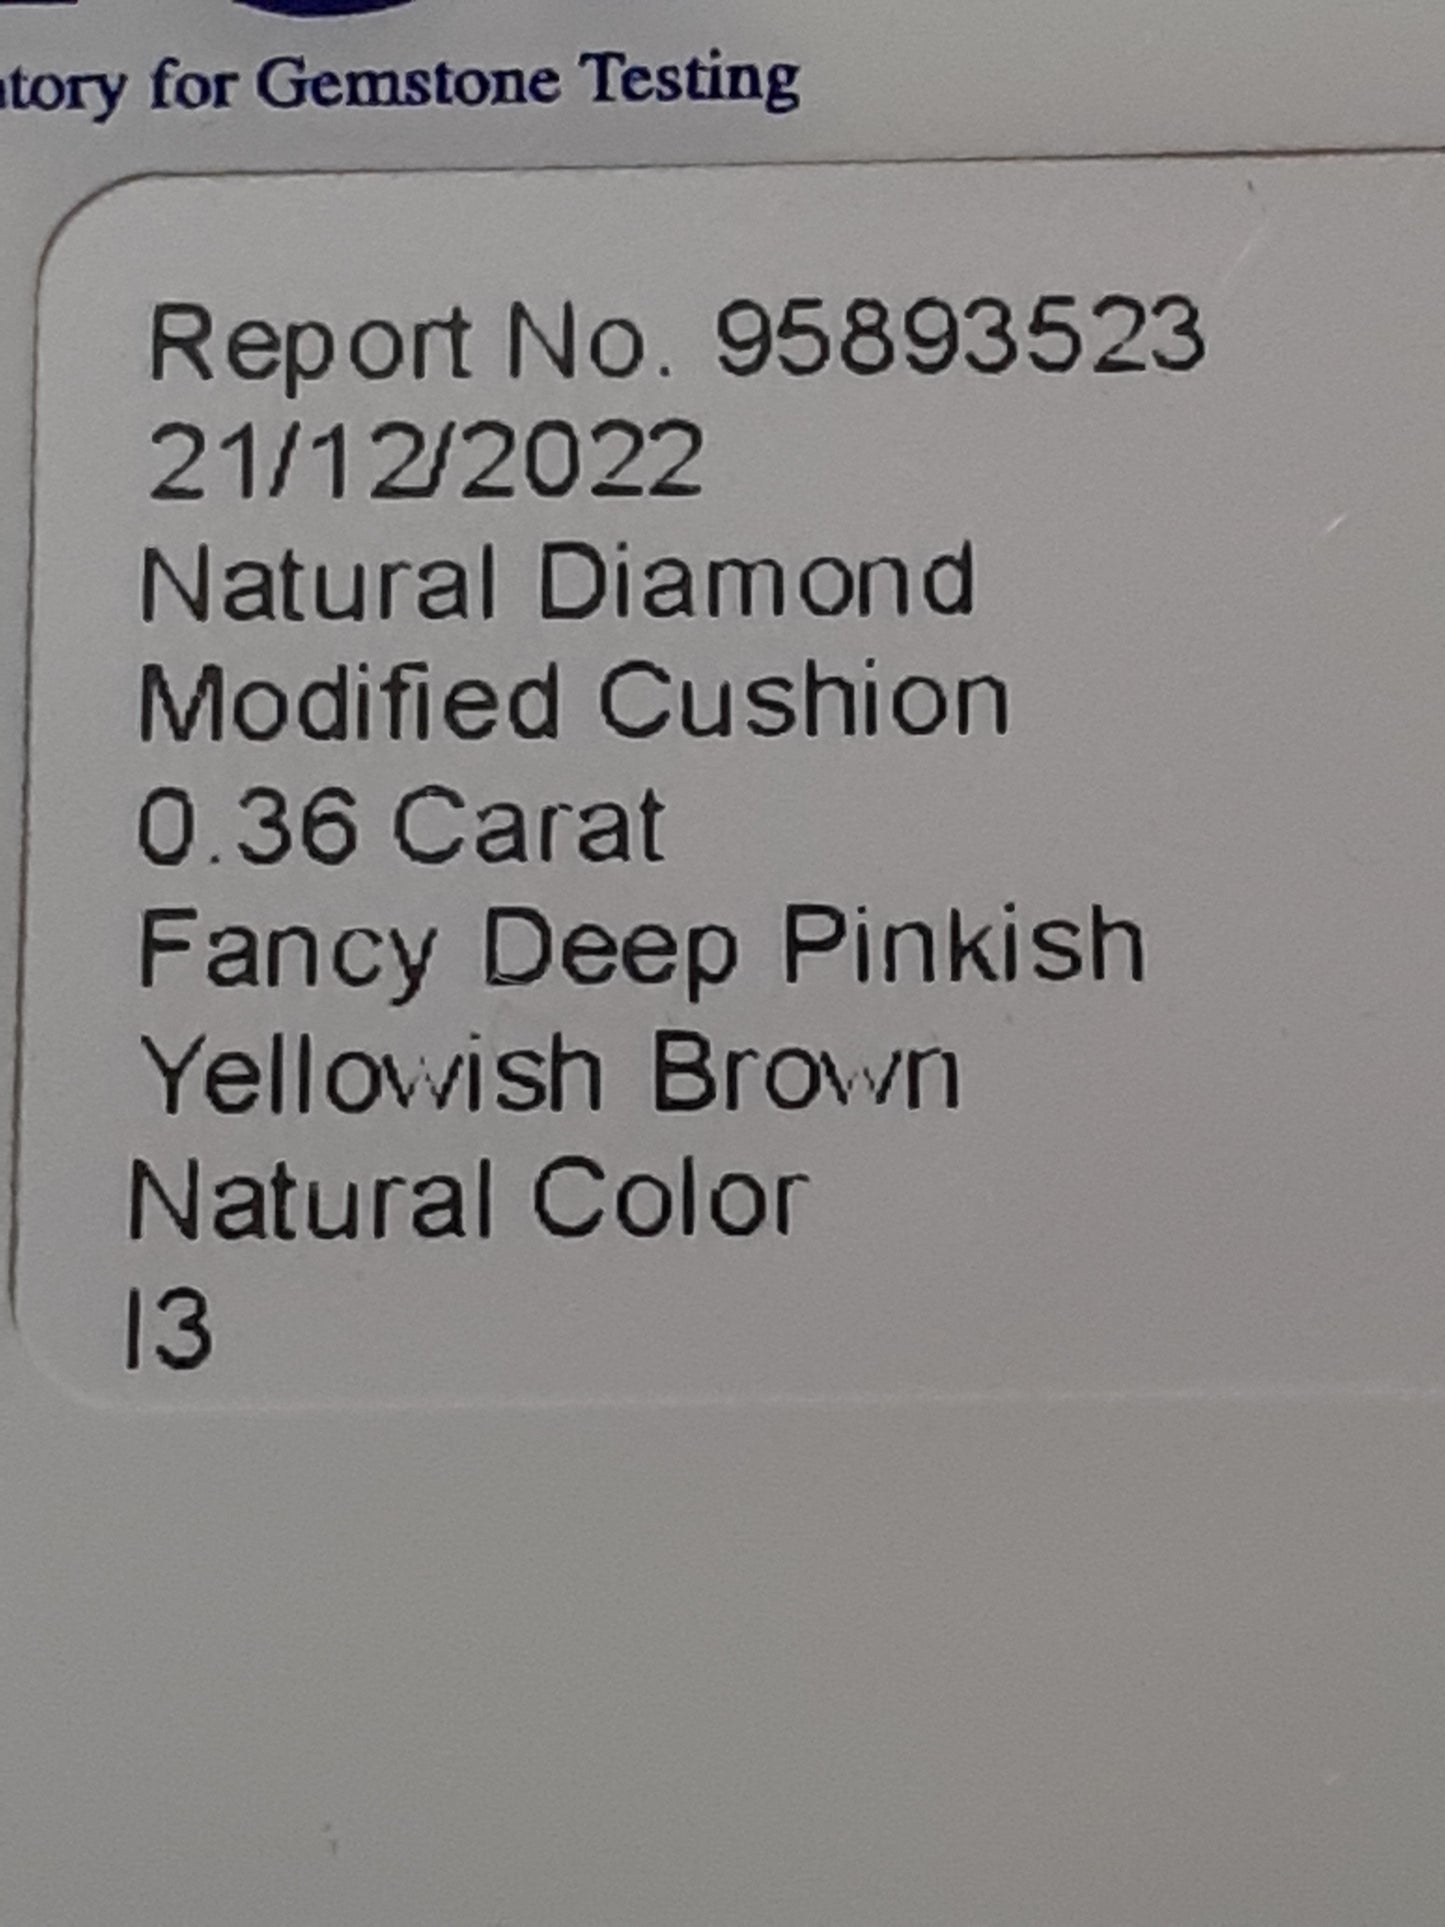 for Gemstone Testing
Report No. 95893523
21/12/2022
Natural Diamond
Modified Cushion
0.36 Carat
Fancy Deep Pinkish
Yellowish Brown
Natural Color
I3